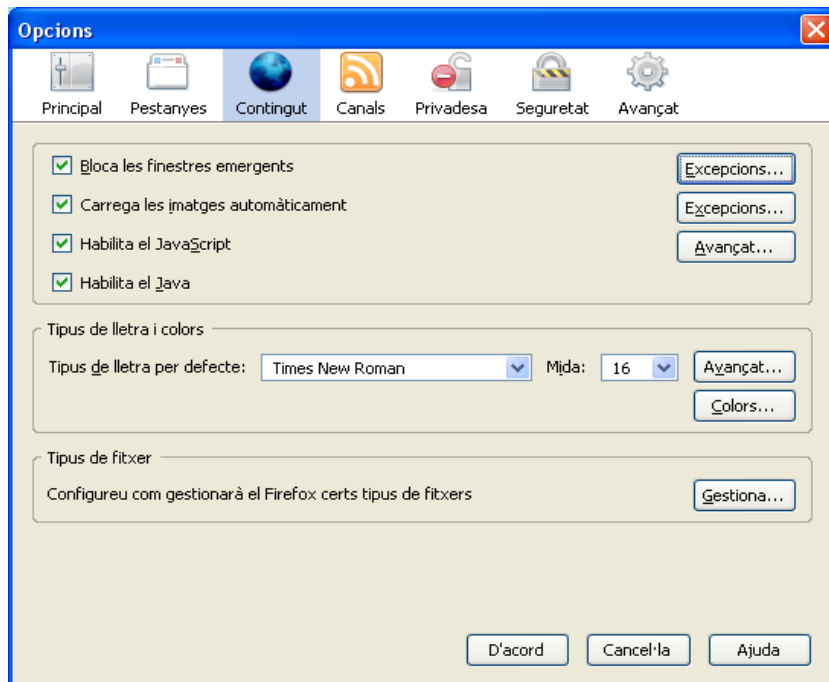 Opcions
Principal Pestanyes Contingut Canals Privadesa Seguretat Avançat
Bloca les finestres emergents Excepcions...
Carrega les imatges automàticament Excepcions...
Habilita el JavaScript Avançat...
Habilita el Java
Tipus de lletra i colors
Tipus de lletra per defecte: Times New Roman Mida: 16 Avançat...
Colors...
Tipus de fitxer
Configureu com gestionarà el Firefox certs tipus de fitxers Gestiona...
D'acord Cancel·la Ajuda